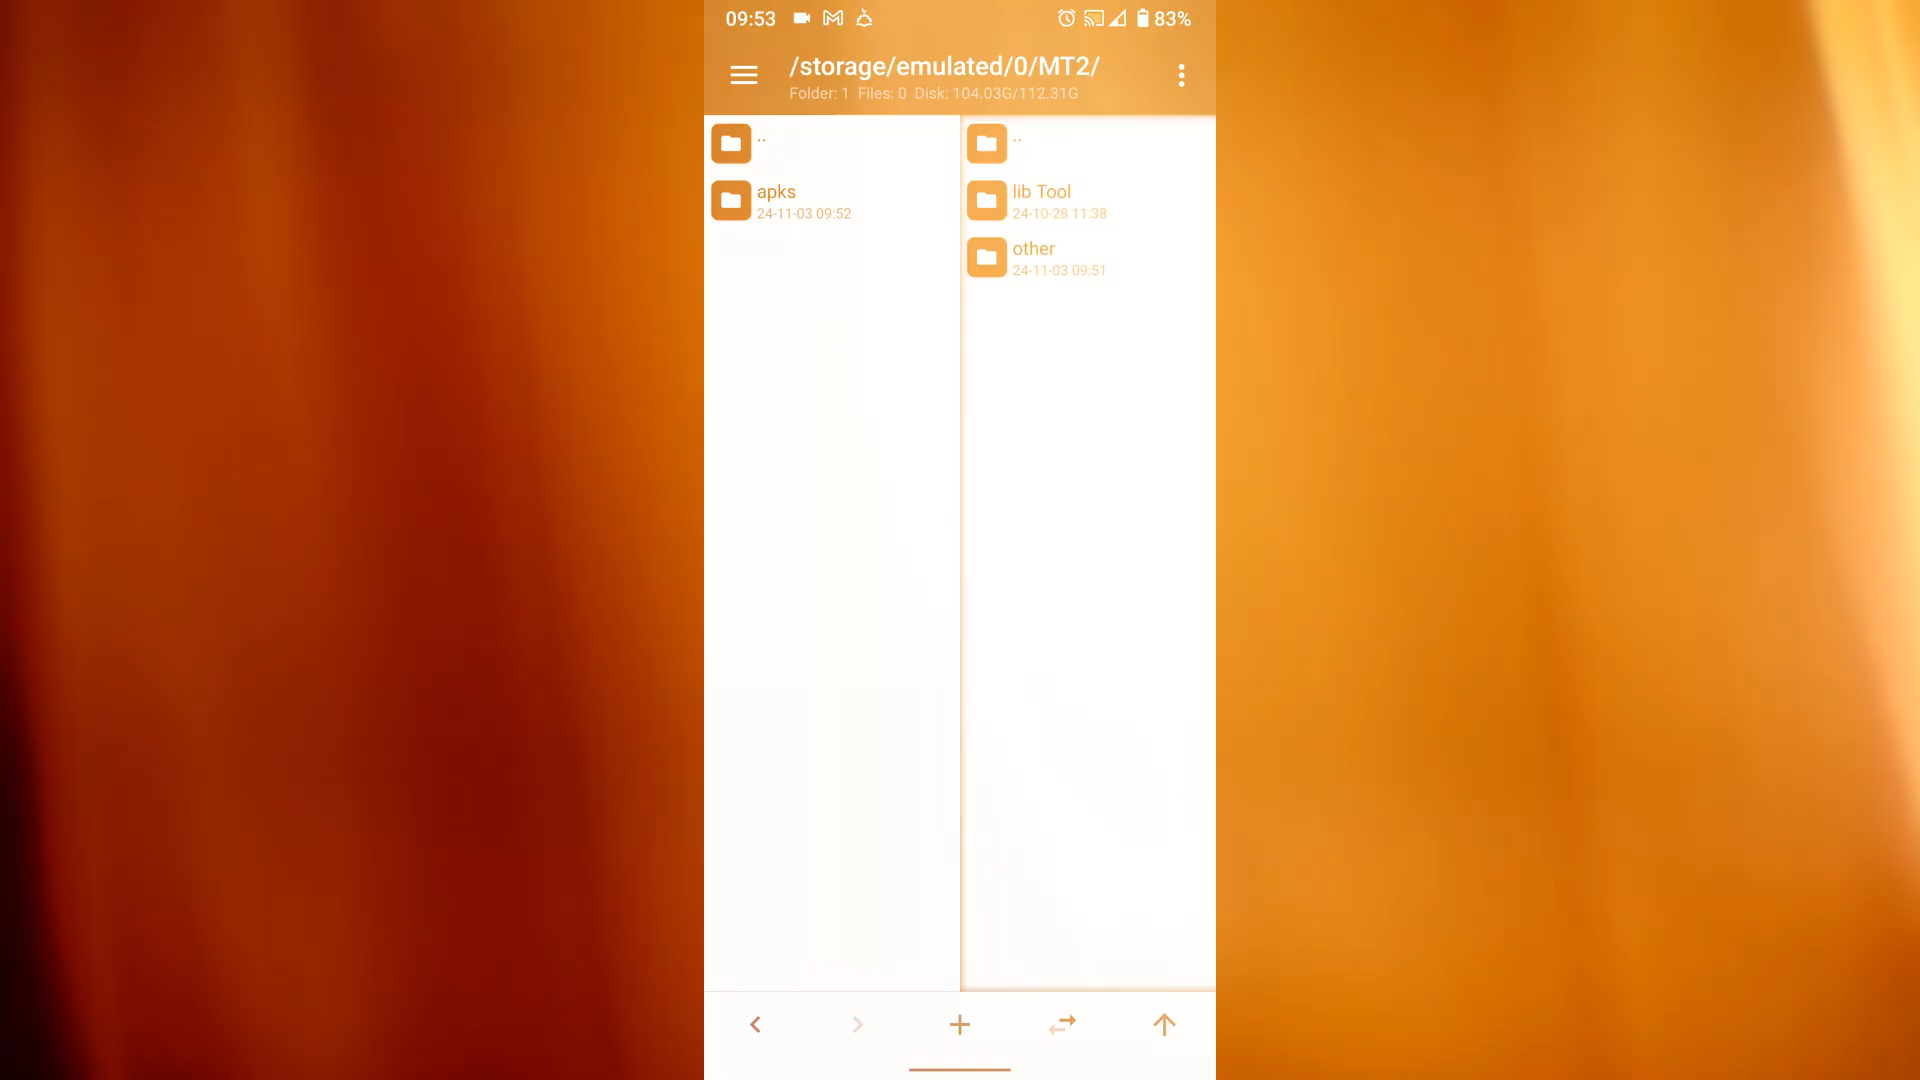 09:53 83%
/storage/emulated/0/MT2/
Folder: 1 Files: 0 Disk: 104.03G/112.31G
..
apks
24-11-03 09:52
..
lib Tool
24-10-28 11:38
other
24-11-03 09:51